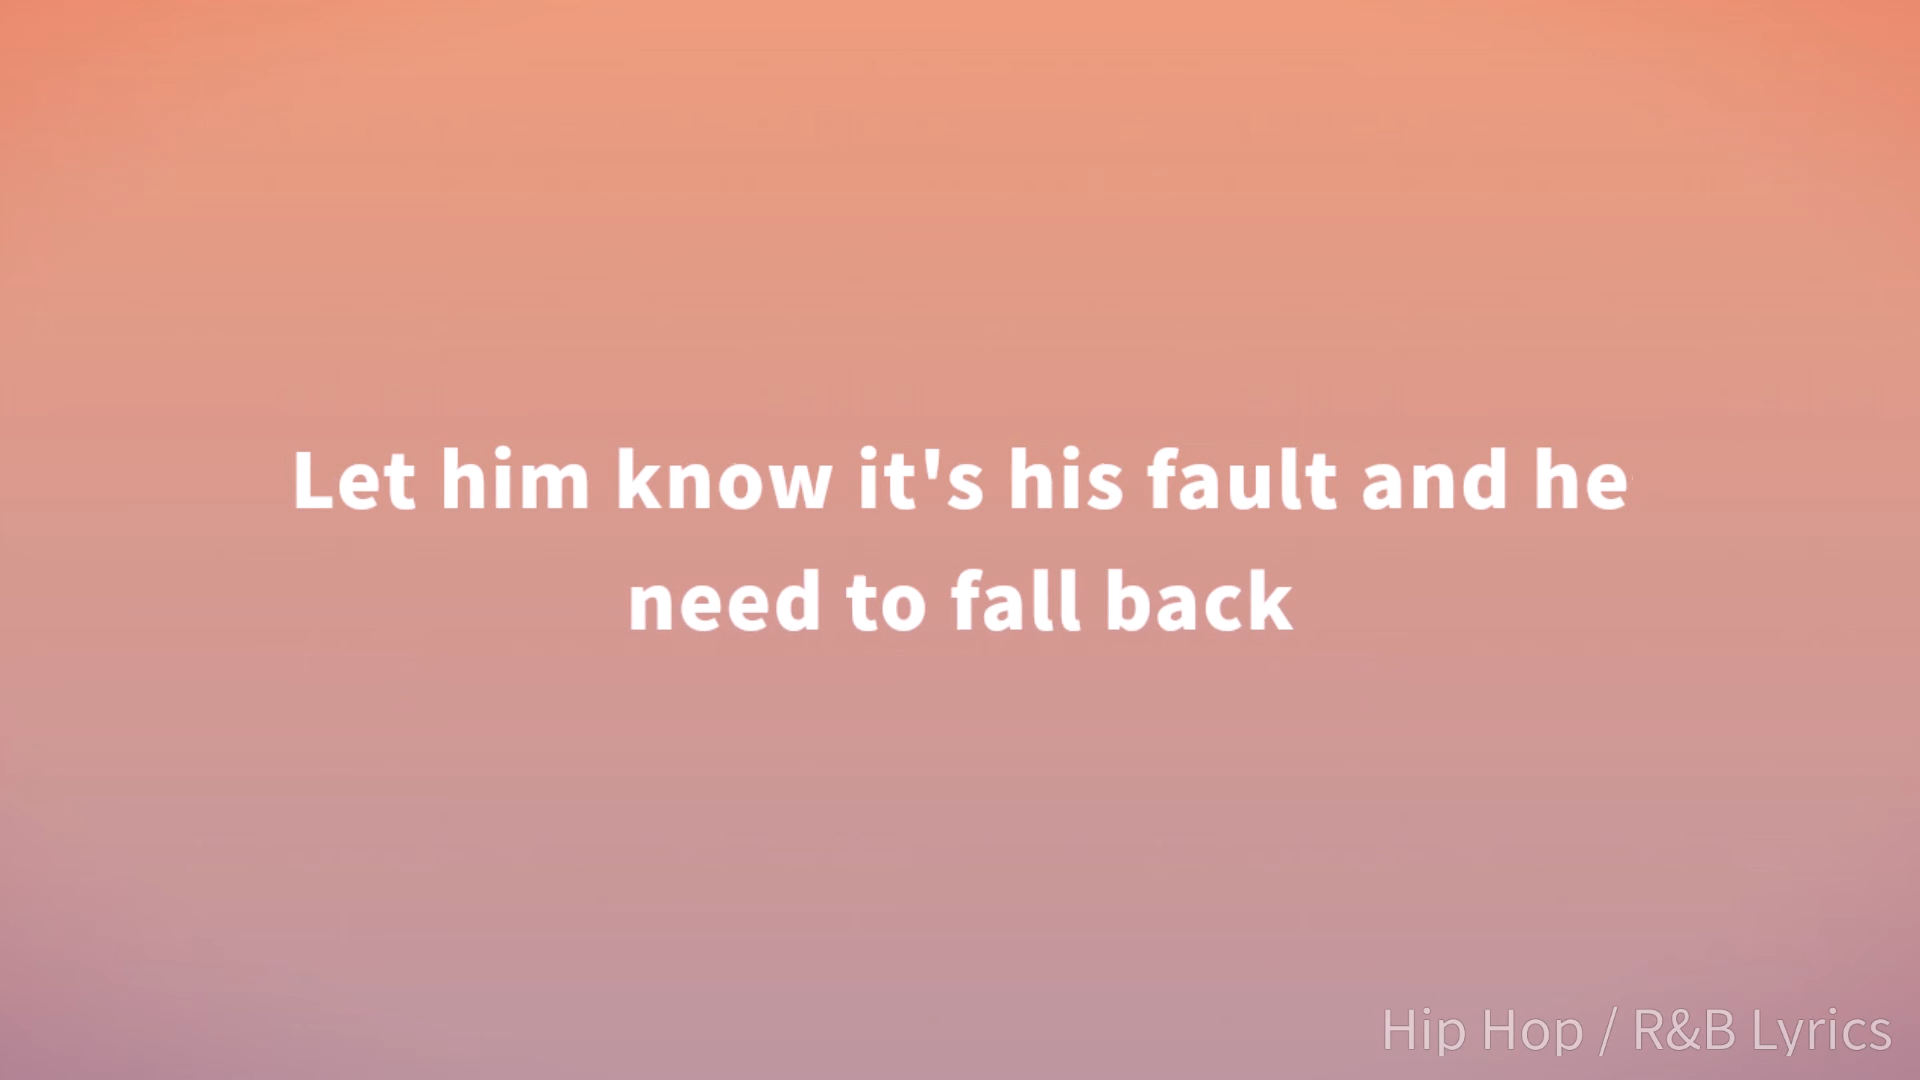 Let him know it's his fault and he
need to fall back
Hip Hop / R&B Lyrics